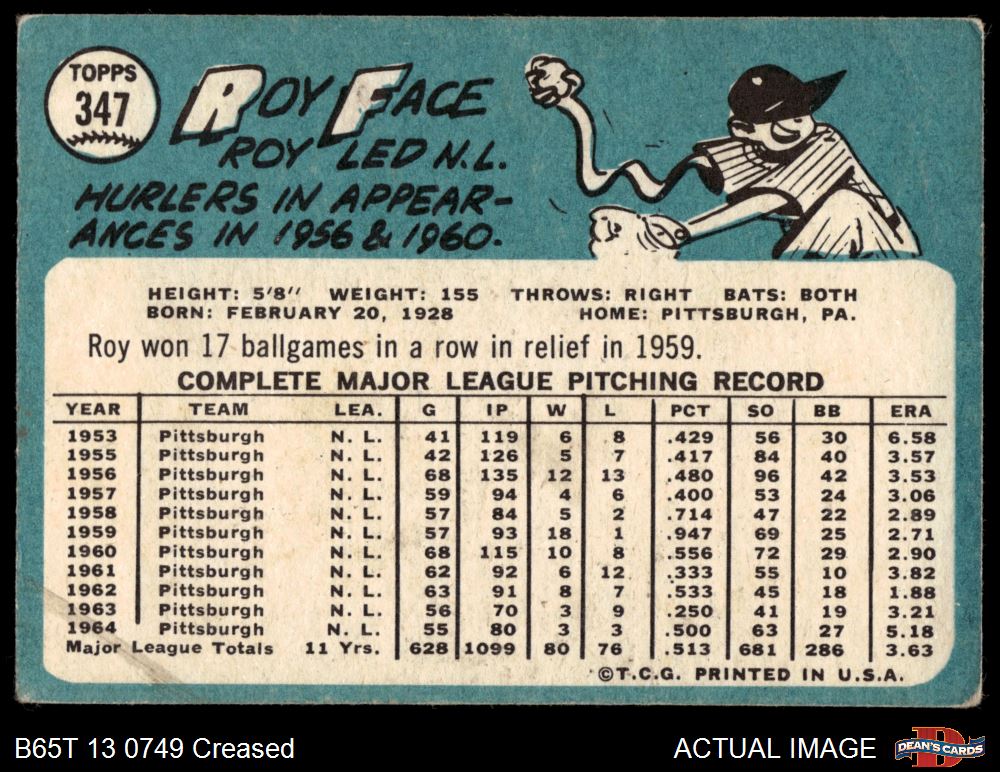 TOPPS
347
ROY FACE
ROY LED N.L.
HURLERS IN APPEAR-
ANCES IN 1956 & 1960.
HEIGHT: 5'8" WEIGHT: 155 THROWS: RIGHT BATS: BOTH
BORN: FEBRUARY 20, 1928 HOME: PITTSBURGH, PA.
Roy won 17 ballgames in a row in relief in 1959.
COMPLETE MAJOR LEAGUE PITCHING RECORD
YEAR TEAM LEA. G IP W L PCT SO BB ERA
1953 Pittsburgh N. L. 41 119 6 8 .429 56 30 6.58
1955 Pittsburgh N. L. 42 126 5 7 .417 84 40 3.57
1956 Pittsburgh N. L. 68 135 12 13 .480 96 42 3.53
1957 Pittsburgh N. L. 59 94 4 6 .400 53 24 3.06
1958 Pittsburgh N. L. 57 84 5 2 .714 47 22 2.89
1959 Pittsburgh N. L. 57 93 18 1 .947 69 25 2.71
1960 Pittsburgh N. L. 68 115 10 8 .556 72 29 2.90
1961 Pittsburgh N. L. 62 92 6 12 .333 55 10 3.82
1962 Pittsburgh N. L. 63 91 8 7 .533 45 18 1.88
1963 Pittsburgh N. L. 56 70 3 9 .250 41 19 3.21
1964 Pittsburgh N. L. 55 80 3 3 .500 63 27 5.18
Major League Totals 11 Yrs. 628 1099 80 76 .513 681 286 3.63
©T.C.G. PRINTED IN U.S.A.
B65T 13 0749 Creased ACTUAL IMAGE DEAN'S CARDS